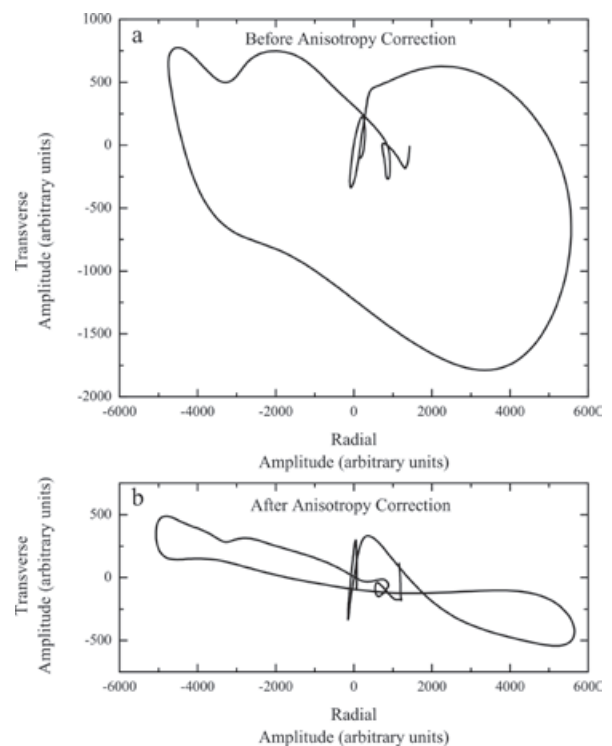 a
Before Anisotropy Correction
1000
500
0
-500
-1000
-1500
-2000
Transverse
Amplitude (arbitrary units)
-6000 -4000 -2000 0 2000 4000 600C
Radial
Amplitude (arbitrary units)
b
After Anisotropy Correction
500
0
-500
Transverse
Amplitude (arbitrary units)
-6000 -4000 -2000 0 2000 4000 6000
Radial
Amplitude (arbitrary units)